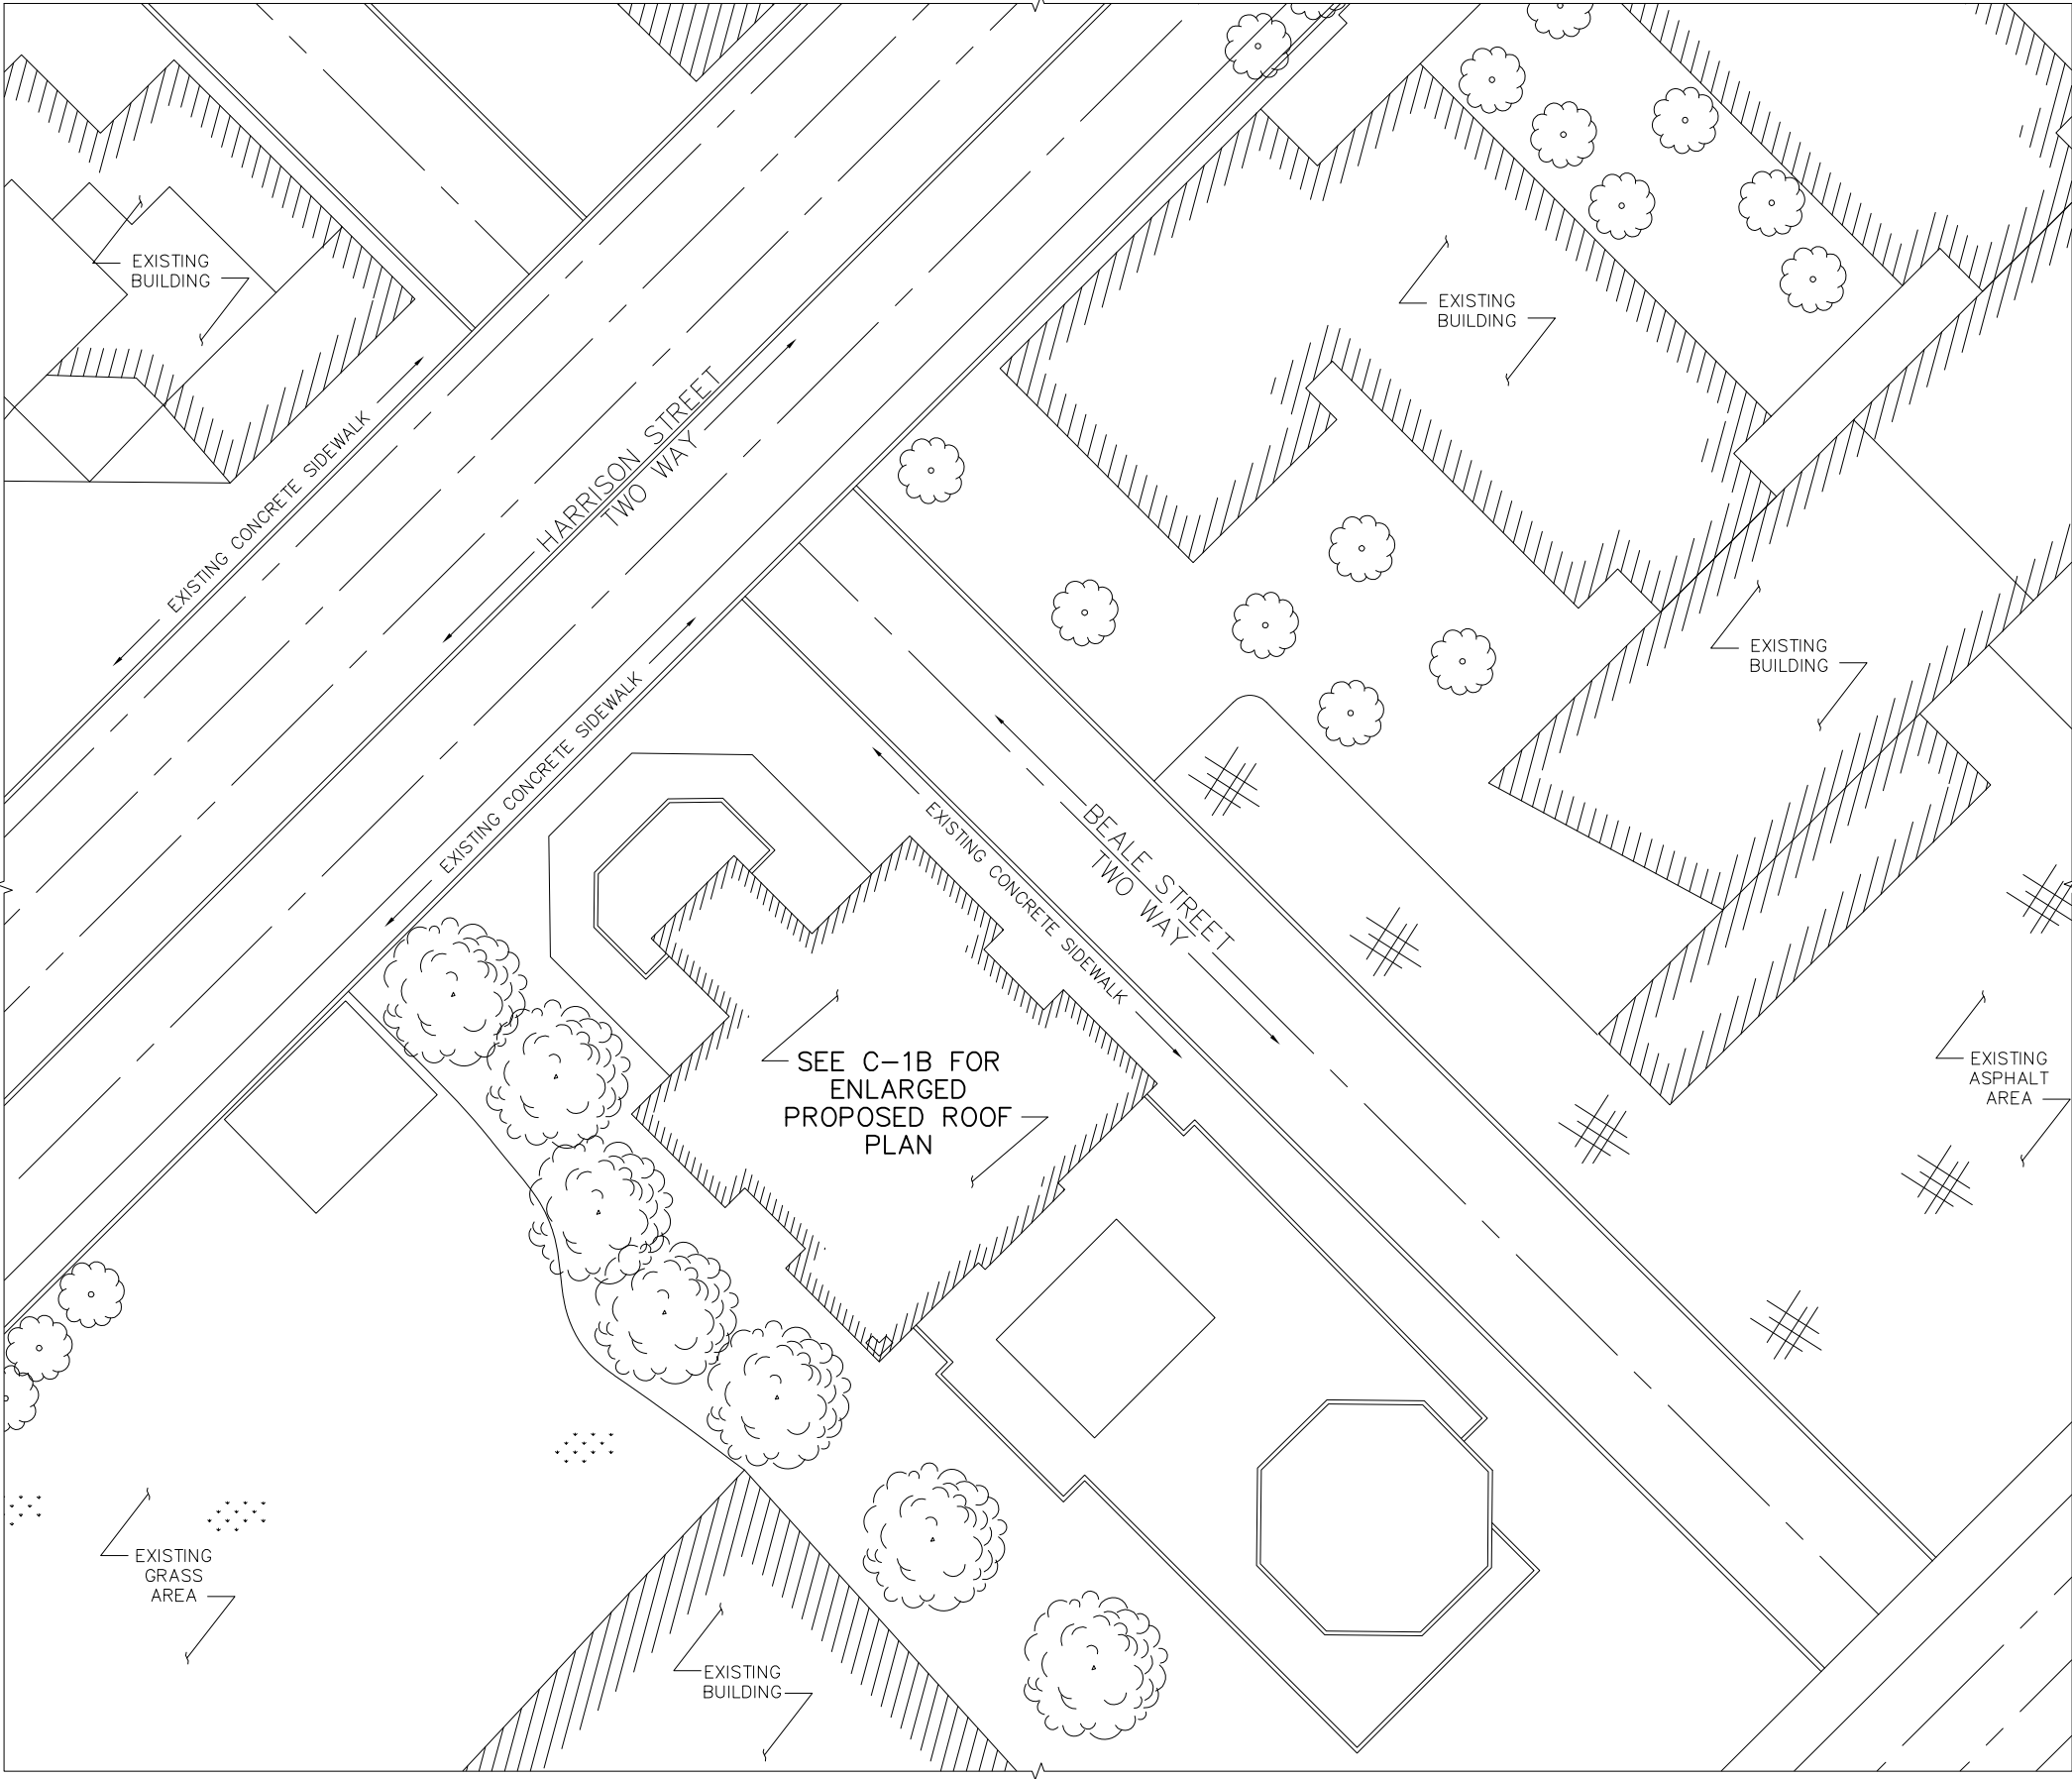 EXISTING
BUILDING
EXISTING
BUILDING
EXISTING CONCRETE SIDEWALK
HARRISON STREET
TWO WAY
EXISTING
BUILDING
EXISTING CONCRETE SIDEWALK
BEALE STREET
TWO WAY
EXISTING CONCRETE SIDEWALK
SEE C-1B FOR
ENLARGED
PROPOSED ROOF
PLAN
EXISTING
ASPHALT
AREA
EXISTING
GRASS
AREA
EXISTING
BUILDING